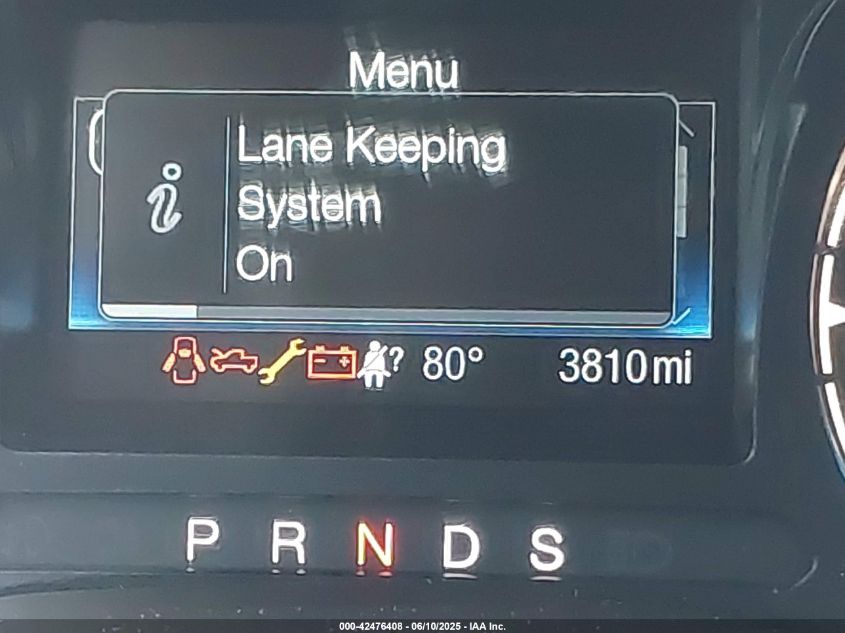 Menu
Lane Keeping
System
On
? 80° 3810mi
P R N D S
000-42476408 - 06/10/2025 - IAA Inc.